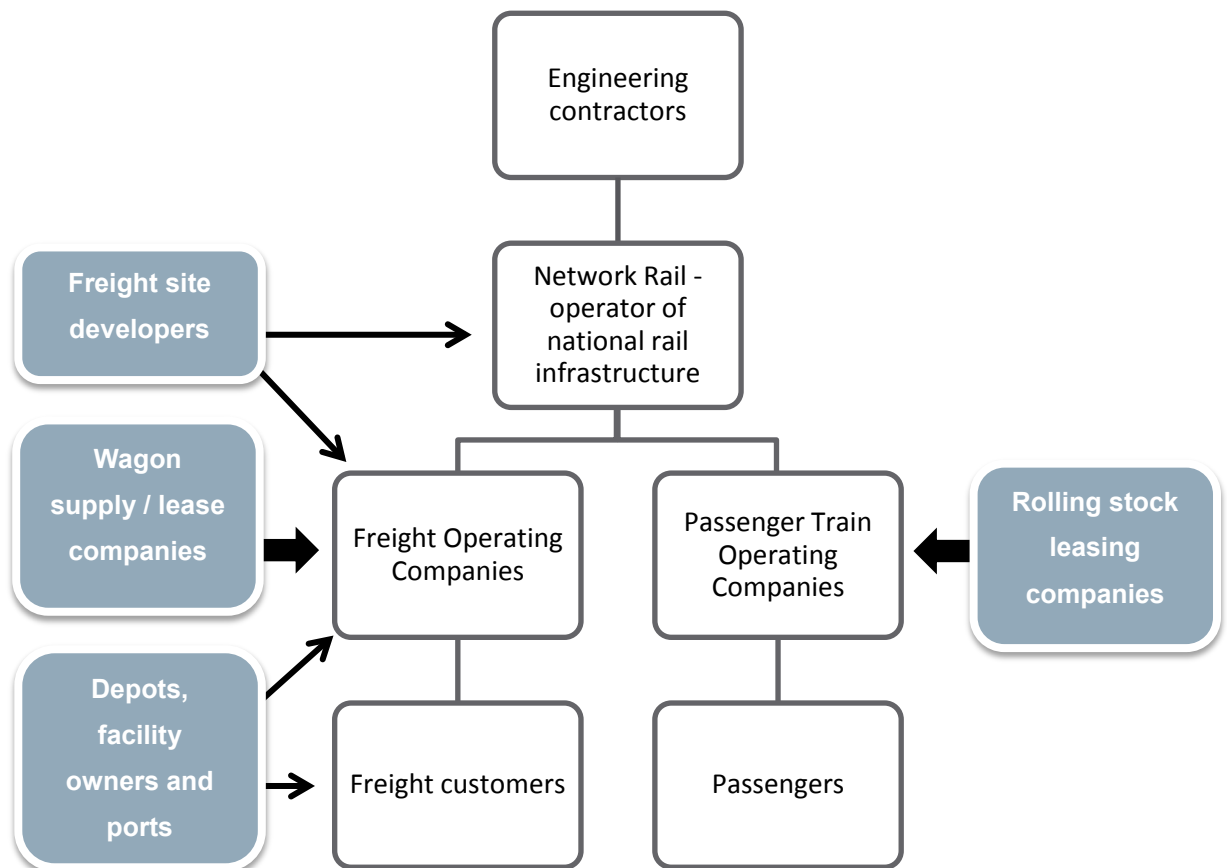 Engineering
contractors
Network Rail -
operator of
national rail
infrastructure
Freight site
developers
Wagon
supply / lease
companies
Freight Operating
Companies
Passenger Train
Operating
Companies
Rolling stock
leasing
companies
Depots,
facility
owners and
ports
Freight customers
Passengers